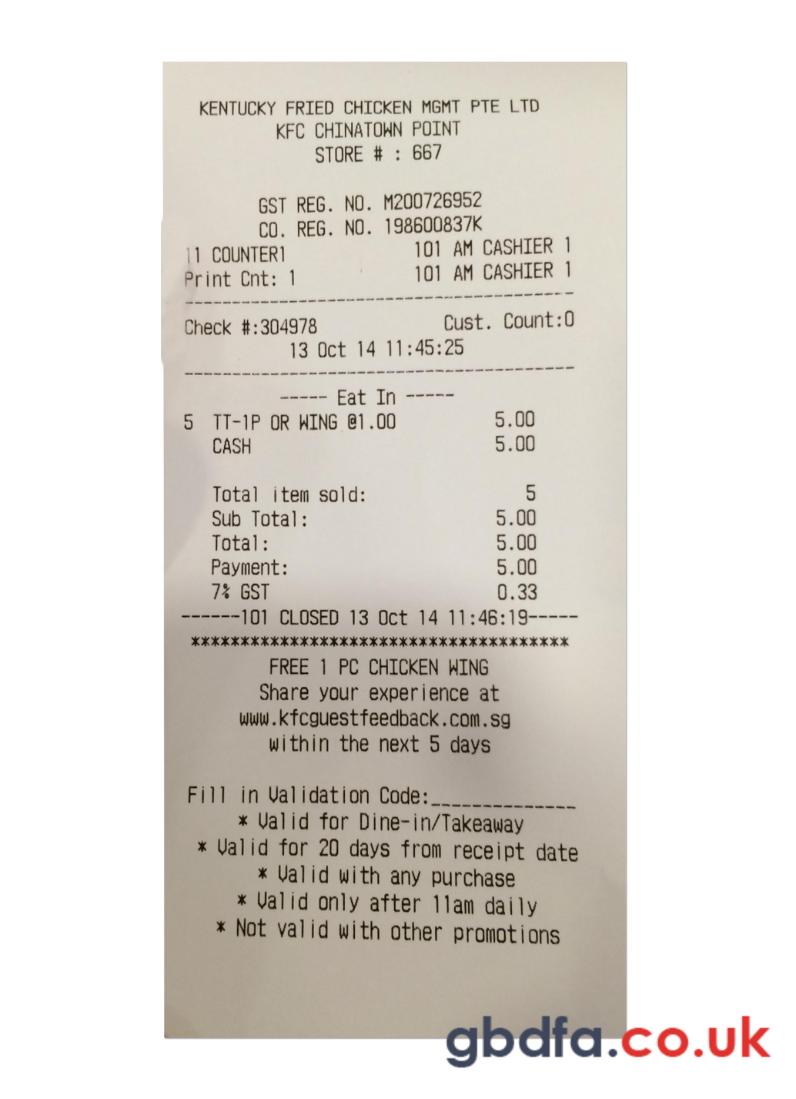 KENTUCKY FRIED CHICKEN MGMT PTE LTD
KFC CHINATOWN POINT
STORE # : 667
GST REG. NO. M200726952
CO. REG. NO. 198600837K
11 COUNTER1 101 AM CASHIER 1
Print Cnt: 1 101 AM CASHIER 1
------------------------------------------
Check #:304978 Cust. Count:0
13 Oct 14 11:45:25
------------------------------------------
----- Eat In -----
5 TT-1P OR WING @1.00 5.00
CASH 5.00
Total item sold: 5
Sub Total: 5.00
Total: 5.00
Payment: 5.00
7% GST 0.33
------101 CLOSED 13 Oct 14 11:46:19-----
***************************************
FREE 1 PC CHICKEN WING
Share your experience at
www.kfcguestfeedback.com.sg
within the next 5 days
Fill in Validation Code:_______________
* Valid for Dine-in/Takeaway
* Valid for 20 days from receipt date
* Valid with any purchase
* Valid only after 11am daily
* Not valid with other promotions
gbdfa.co.uk